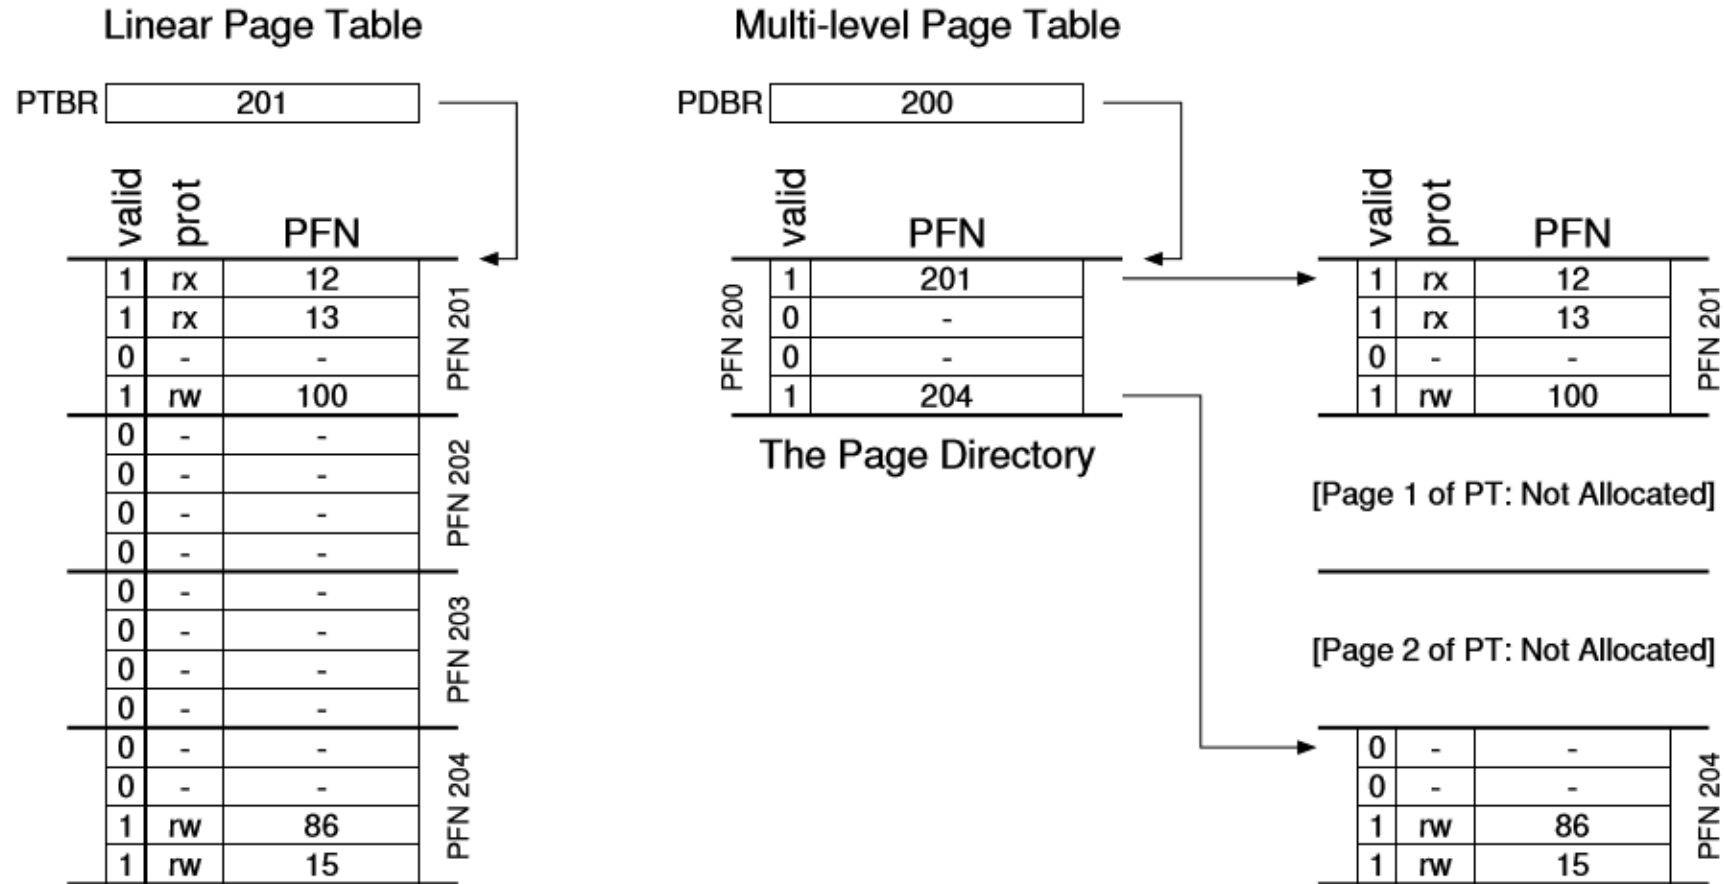 Linear Page Table
PTBR 201
valid prot PFN
1 rx 12
1 rx 13
0 - -
1 rw 100
PFN 201
0 - -
0 - -
0 - -
0 - -
PFN 202
0 - -
0 - -
0 - -
0 - -
PFN 203
0 - -
0 - -
1 rw 86
1 rw 15
PFN 204
Multi-level Page Table
PDBR 200
valid PFN
PFN 200
1 201
0 -
0 -
1 204
The Page Directory
valid prot PFN
1 rx 12
1 rx 13
0 - -
1 rw 100
PFN 201
[Page 1 of PT: Not Allocated]
[Page 2 of PT: Not Allocated]
0 - -
0 - -
1 rw 86
1 rw 15
PFN 204